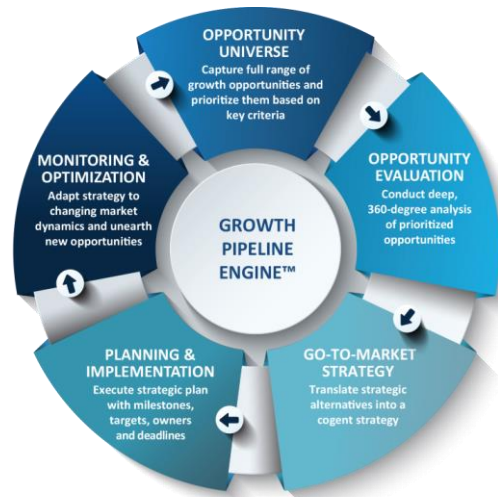 OPPORTUNITY
UNIVERSE
Capture full range of
growth opportunities and
prioritize them based on
key criteria
OPPORTUNITY
EVALUATION
Conduct deep,
360-degree analysis
of prioritized
opportunities
GO-TO-MARKET
STRATEGY
Translate strategic
alternatives into a
cogent strategy
PLANNING &
IMPLEMENTATION
Execute strategic plan
with milestones,
targets, owners
and deadlines
MONITORING &
OPTIMIZATION
Adapt strategy to
changing market
dynamics and unearth
new opportunities
GROWTH
PIPELINE
ENGINE™